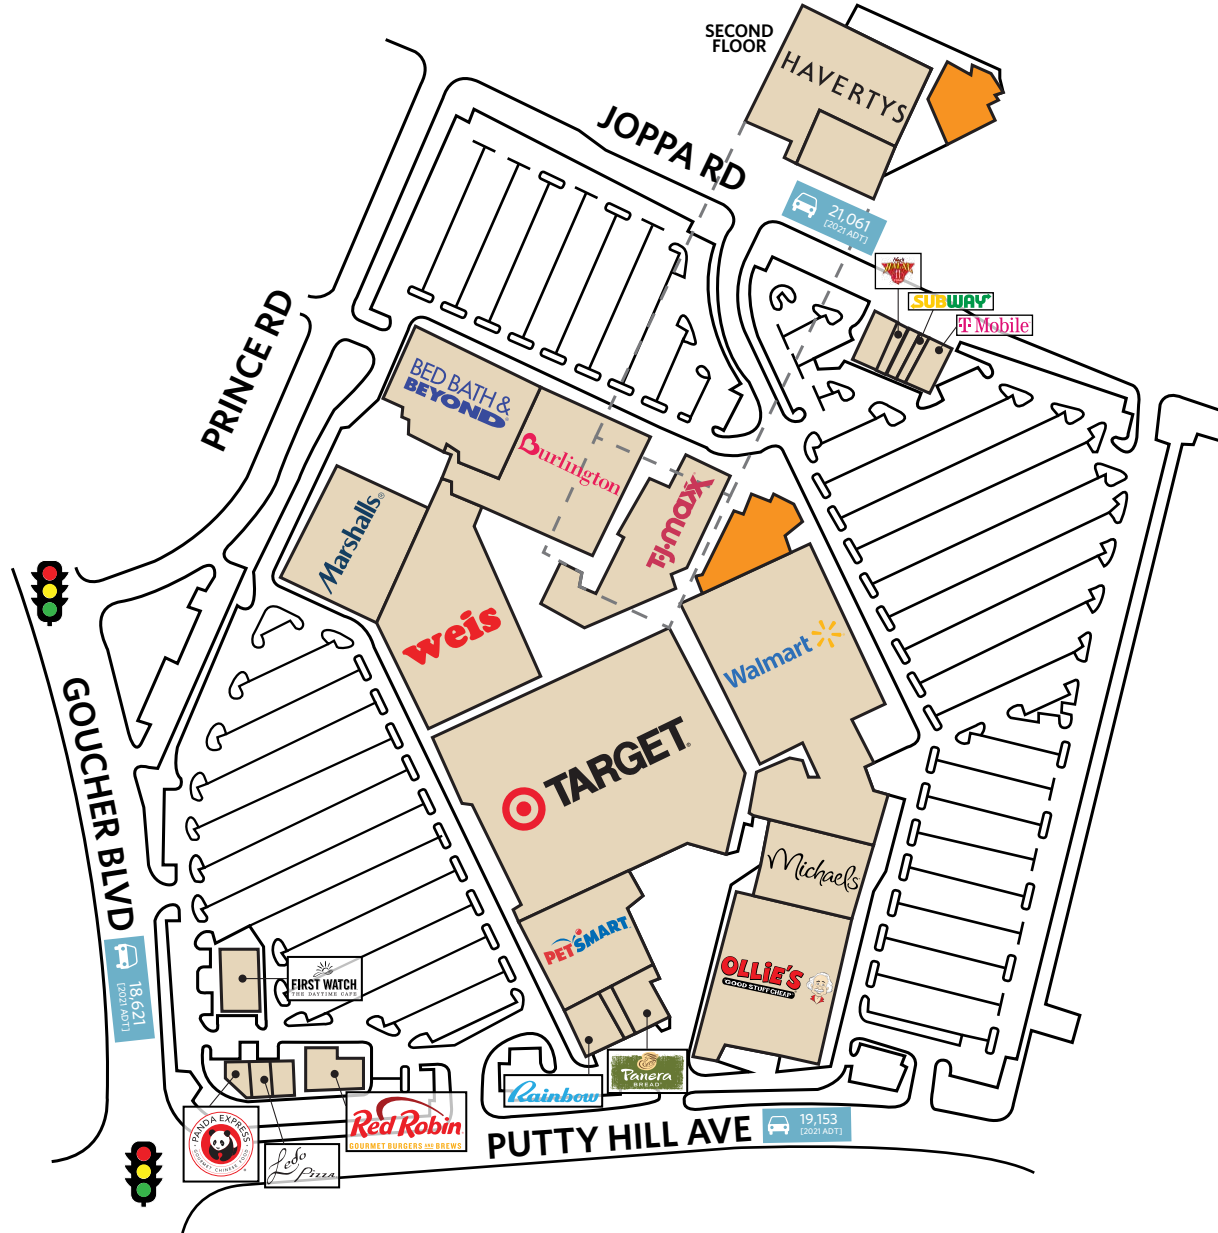 SECOND
FLOOR
HAVERTYS
JOPPA RD
21,061
[2021 ADT]
SUBWAY
T Mobile
PRINCE RD
BED BATH &
BEYOND
Burlington
T·J·maxx
Marshalls
weis
Walmart
GOUCHER BLVD
TARGET
Michaels
PETSMART
OLLIE'S
GOOD STUFF CHEAP
FIRST WATCH
THE DAYTIME CAFE
18,621
[2021 ADT]
Panera
BREAD
Rainbow
Red Robin
GOURMET BURGERS AND BREWS
PANDA EXPRESS
GOURMET CHINESE FOOD
Ledo
Pizza
PUTTY HILL AVE
19,153
[2021 ADT]